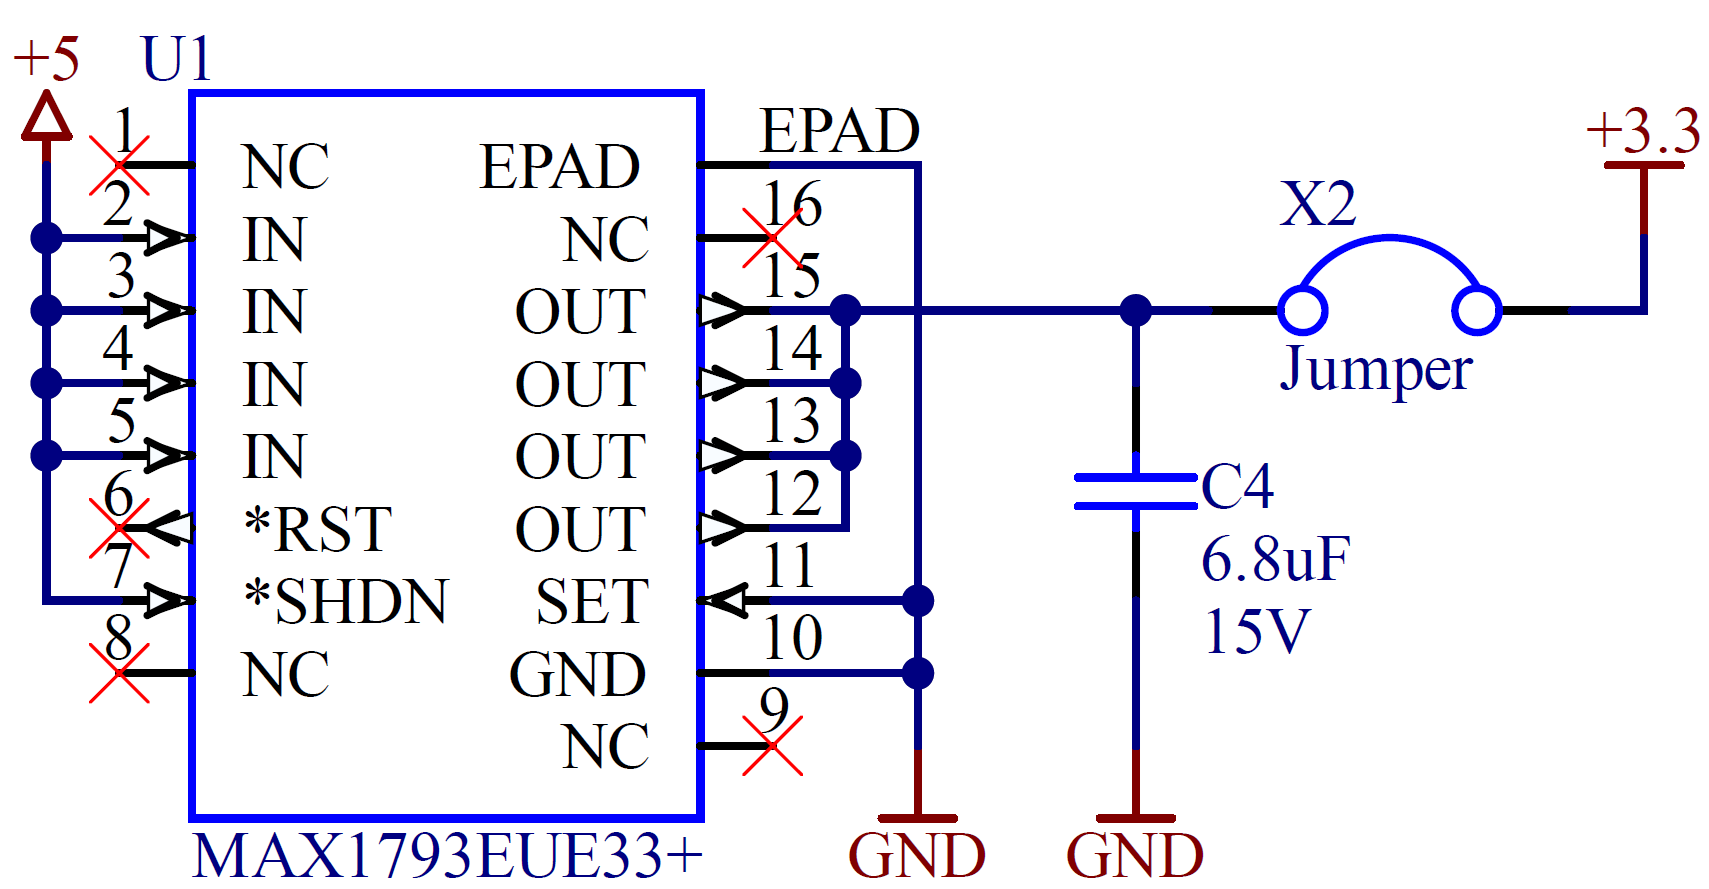 +5
U1
1
NC
2
IN
3
IN
4
IN
5
IN
6
*RST
7
*SHDN
8
NC
EPAD
EPAD
16
NC
15
OUT
14
OUT
13
OUT
12
OUT
11
SET
10
GND
9
NC
MAX1793EUE33+
GND
C4
6.8uF
15V
GND
X2
Jumper
+3.3